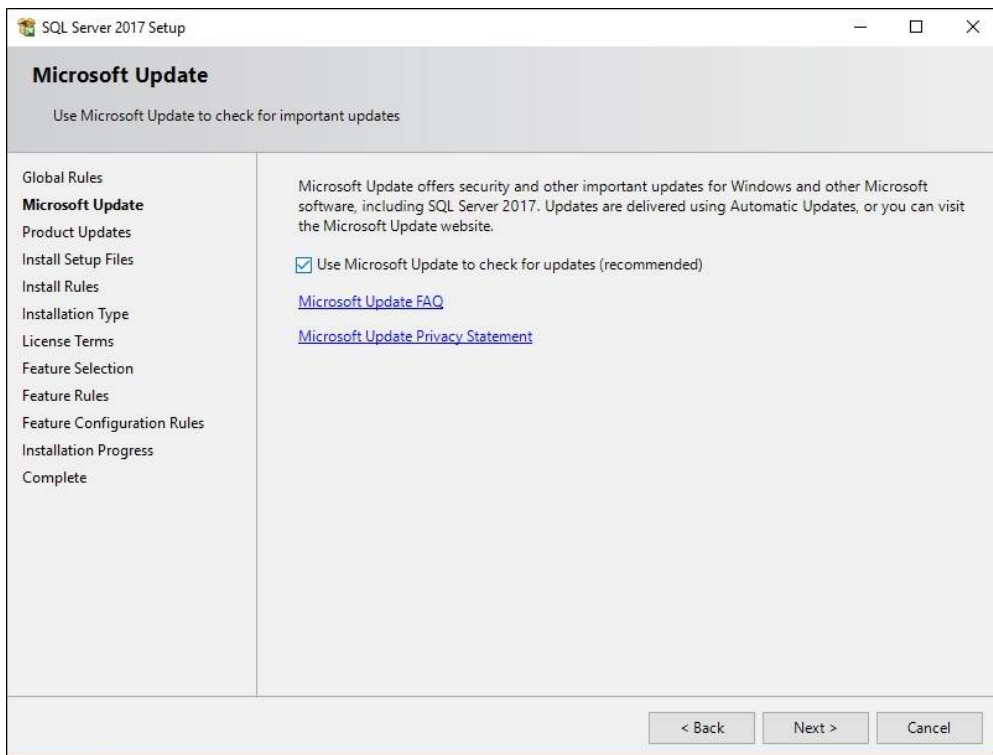 SQL Server 2017 Setup
Microsoft Update
Use Microsoft Update to check for important updates
Global Rules
Microsoft Update
Product Updates
Install Setup Files
Install Rules
Installation Type
License Terms
Feature Selection
Feature Rules
Feature Configuration Rules
Installation Progress
Complete
Microsoft Update offers security and other important updates for Windows and other Microsoft
software, including SQL Server 2017. Updates are delivered using Automatic Updates, or you can visit
the Microsoft Update website.
Use Microsoft Update to check for updates (recommended)
Microsoft Update FAQ
Microsoft Update Privacy Statement
< Back Next > Cancel